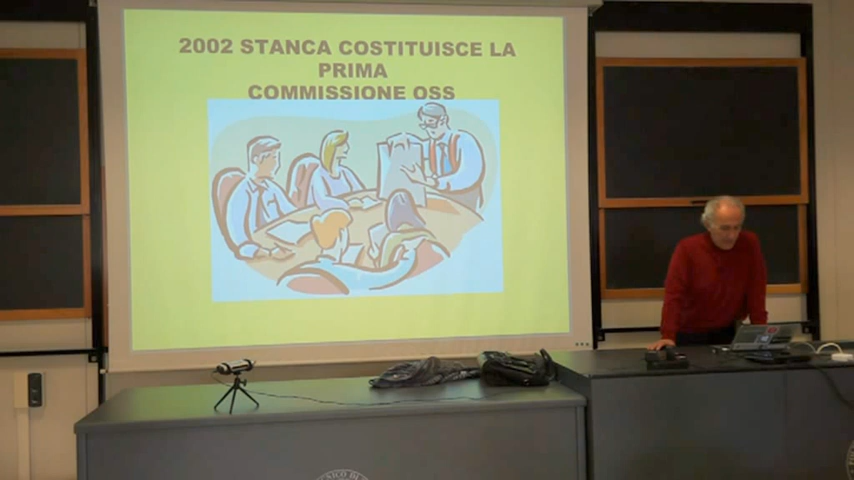 2002 STANCA COSTITUISCE LA
PRIMA
COMMISSIONE OSS